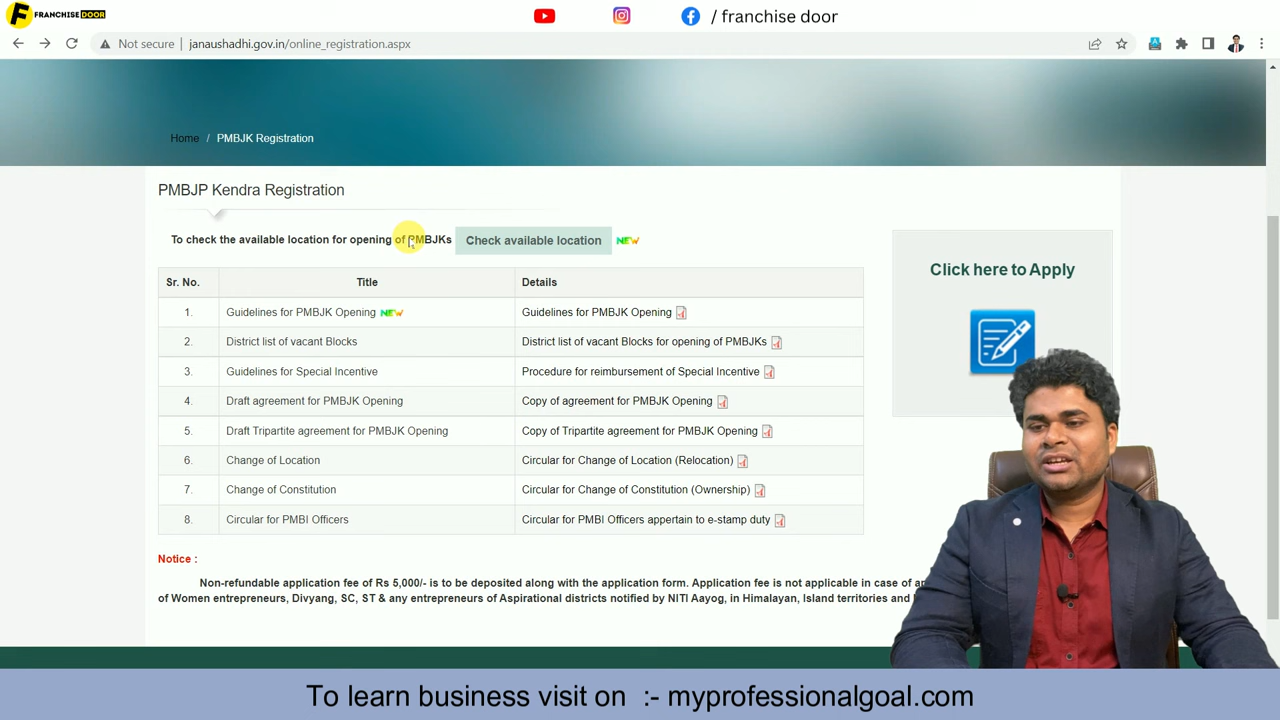 FRANCHISE DOOR
/ franchise door
Not secure janaushadhi.gov.in/online_registration.aspx
Home / PMBJK Registration
PMBJP Kendra Registration
To check the available location for opening of PMBJKs Check available location NEW
Click here to Apply
Sr. No. Title Details
1. Guidelines for PMBJK Opening NEW Guidelines for PMBJK Opening
2. District list of vacant Blocks District list of vacant Blocks for opening of PMBJKs
3. Guidelines for Special Incentive Procedure for reimbursement of Special Incentive
4. Draft agreement for PMBJK Opening Copy of agreement for PMBJK Opening
5. Draft Tripartite agreement for PMBJK Opening Copy of Tripartite agreement for PMBJK Opening
6. Change of Location Circular for Change of Location (Relocation)
7. Change of Constitution Circular for Change of Constitution (Ownership)
8. Circular for PMBI Officers Circular for PMBI Officers appertain to e-stamp duty
Notice :
Non-refundable application fee of Rs 5,000/- is to be deposited along with the application form. Application fee is not applicable in case of
of Women entrepreneurs, Divyang, SC, ST & any entrepreneurs of Aspirational districts notified by NITI Aayog, in Himalayan, Island territories and
To learn business visit on :- myprofessionalgoal.com